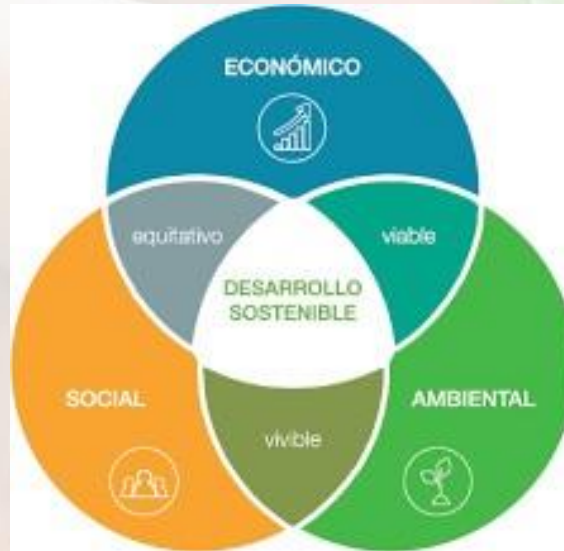 ECONÓMICO
equitativo
viable
DESARROLLO
SOSTENIBLE
SOCIAL
AMBIENTAL
vivible